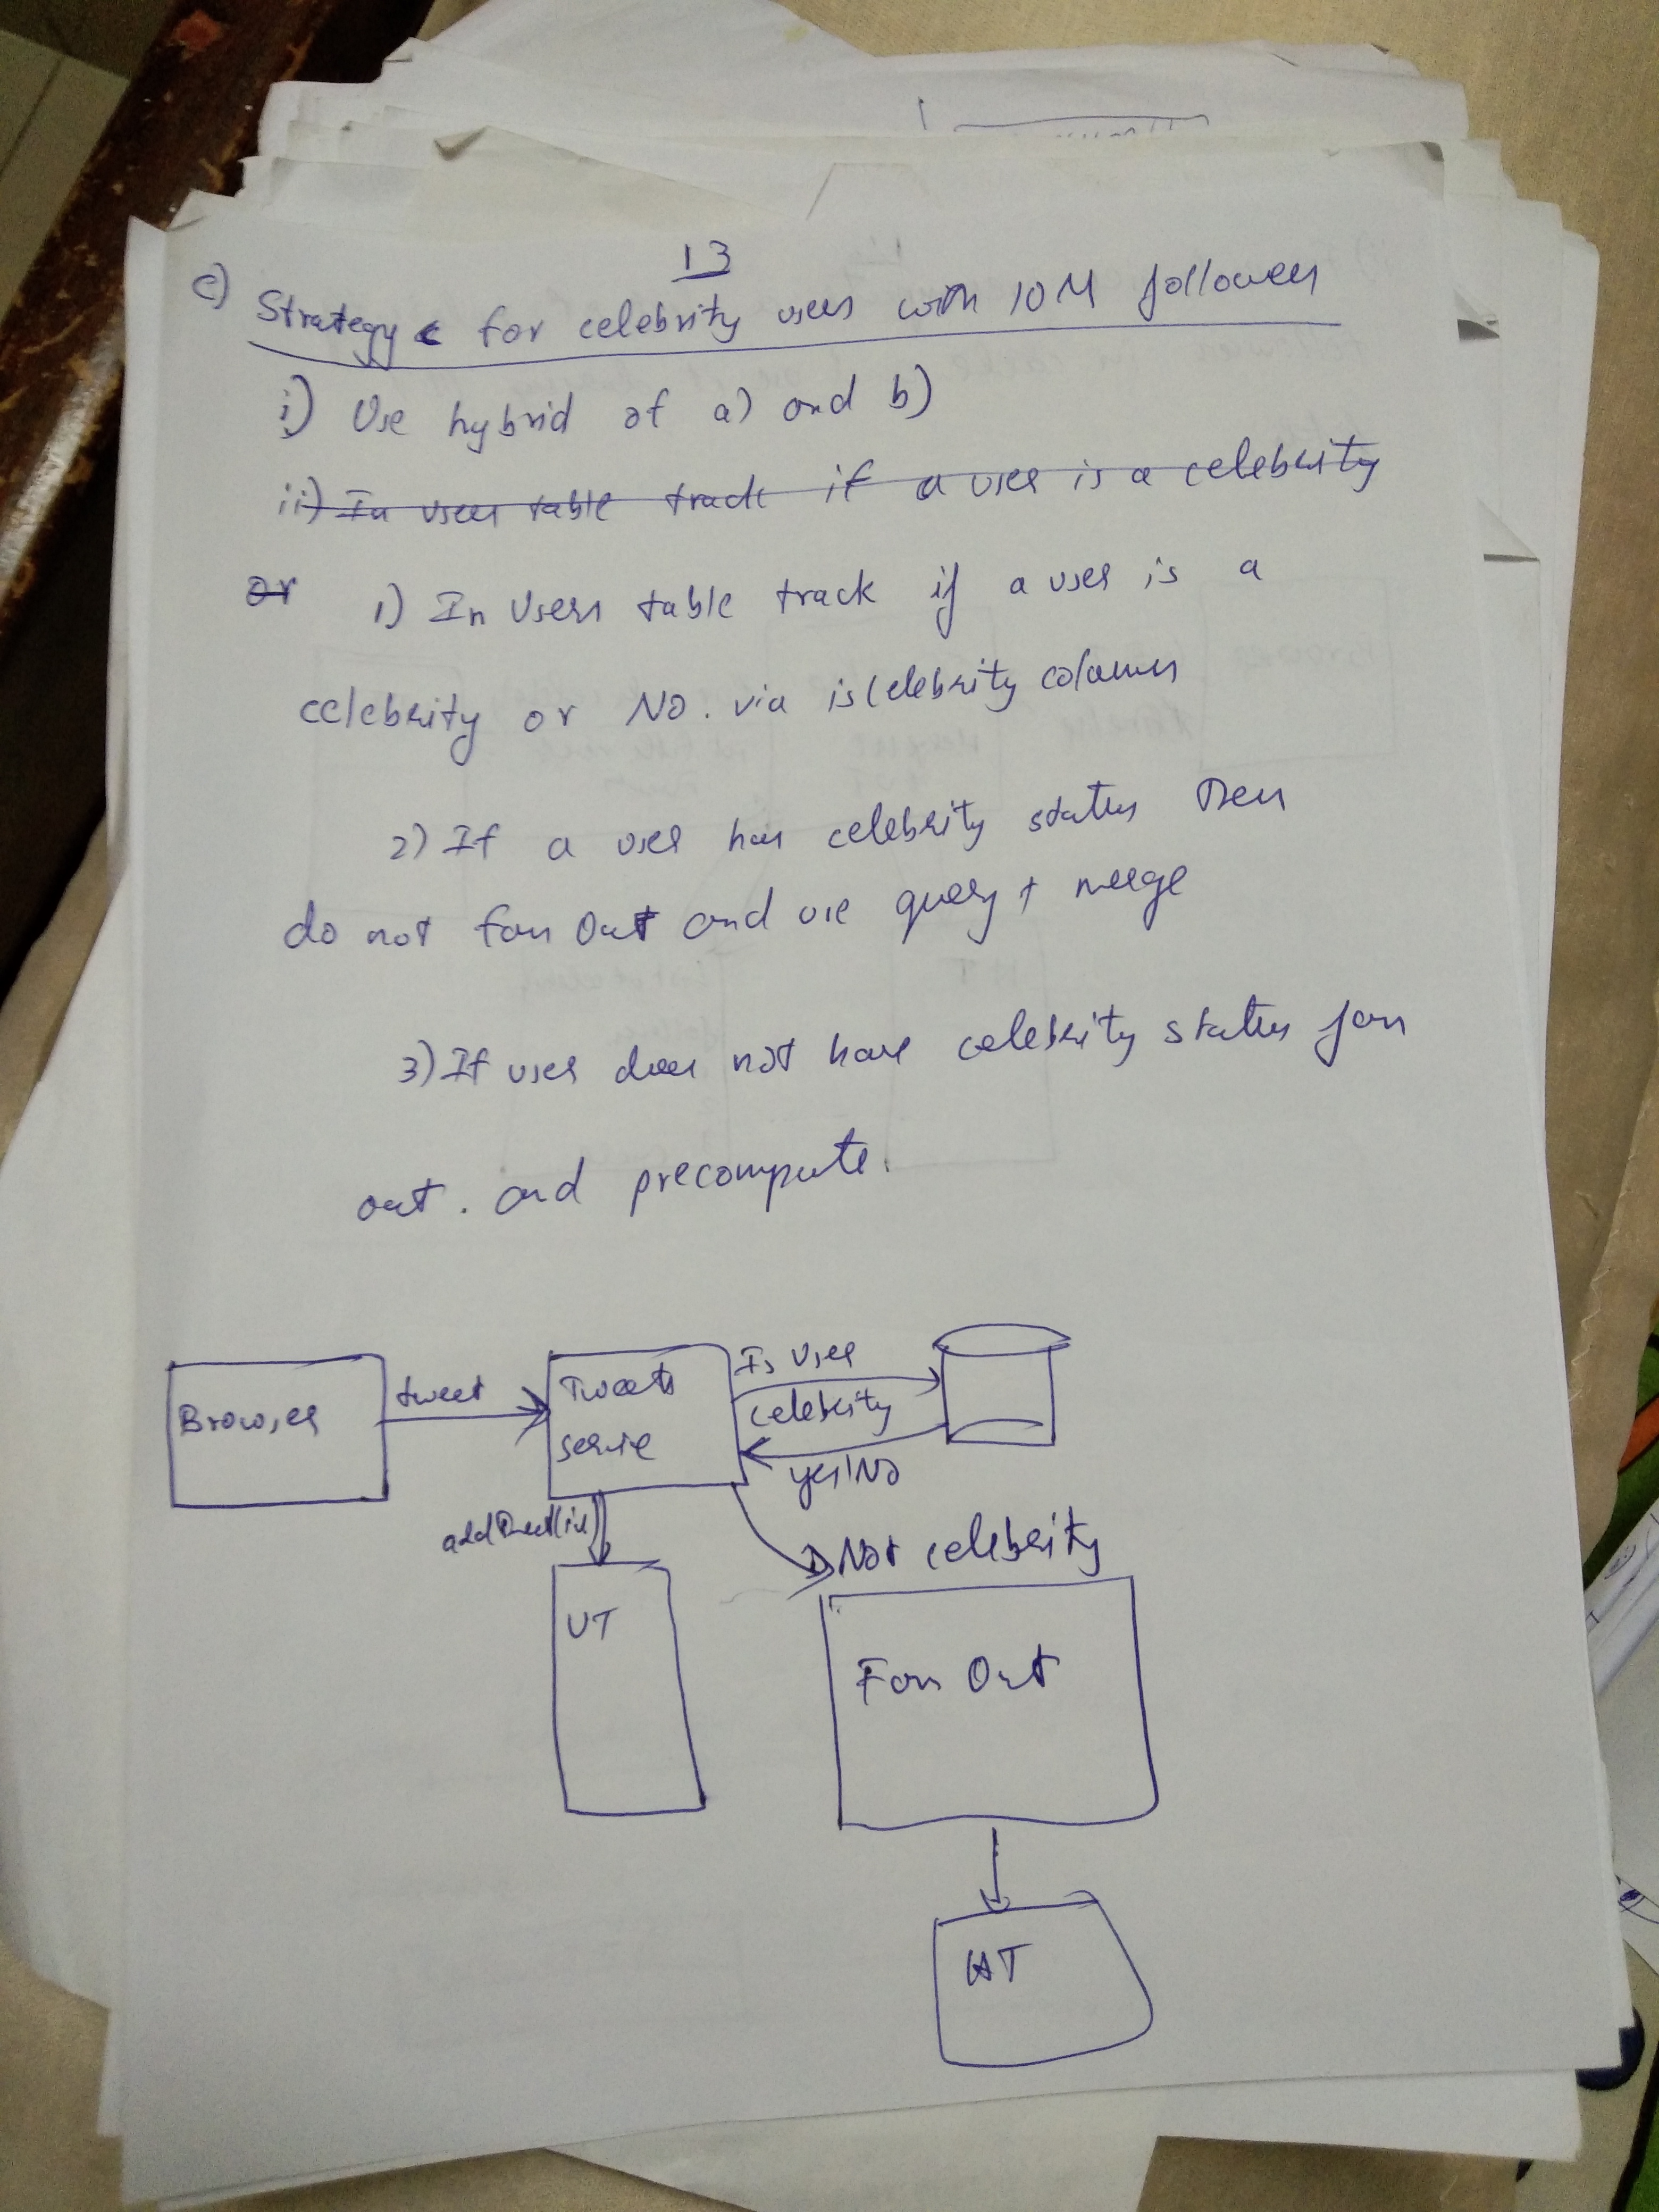 13
c) Strategy for celebrity users with 10M followers
i) Use hybrid of a) and b)
ii) In users table track if a user is a celebrity
or 1) In Users table track if a user is a
celebrity or No. via isCelebrity column
2) If a user has celebrity status then
do not fan out and use query + merge
3) If user does not have celebrity status fan
out. and precompute.
Browser
tweet
Tweets
servie
Is User
celebrity
yes/No
addTweet()
UT
Not celebrity
Fan Out
HT